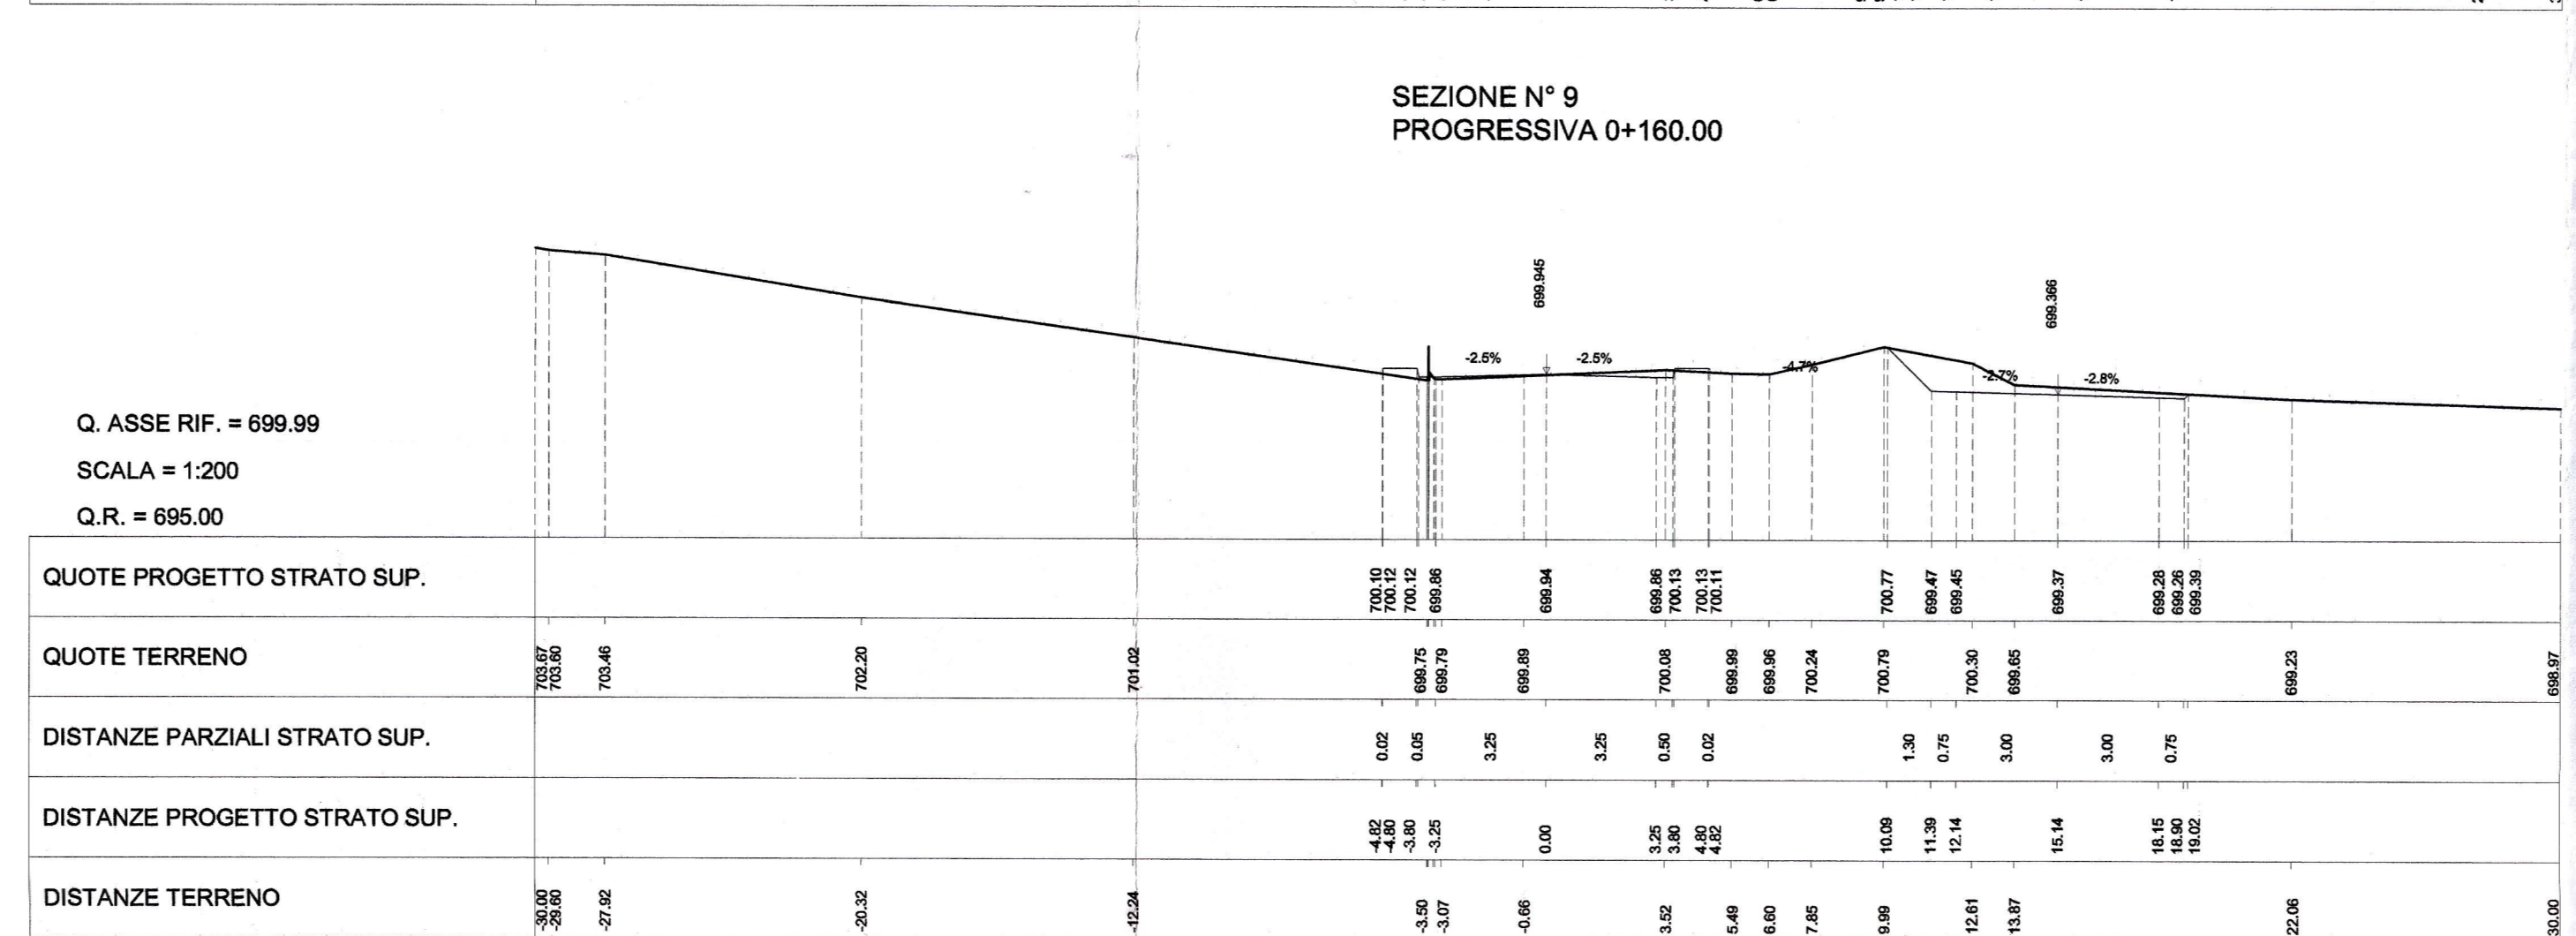 SEZIONE N° 9
PROGRESSIVA 0+160.00
699.945
699.366
-2.5%
-2.5%
-4.7%
-2.7%
-2.8%
Q. ASSE RIF. = 699.99
SCALA = 1:200
Q.R. = 695.00
QUOTE PROGETTO STRATO SUP. 700.10 700.12 700.12 699.86 699.94 699.86 700.13 700.13 700.11 700.77 699.47 699.45 699.37 699.28 699.26 699.39
QUOTE TERRENO 703.67 703.60 703.46 702.20 701.02 699.75 699.79 699.89 700.08 699.99 699.96 700.24 700.79 700.30 699.65 699.23 698.97
DISTANZE PARZIALI STRATO SUP. 0.02 0.05 3.25 3.25 0.50 0.02 1.30 0.75 3.00 3.00 0.75
DISTANZE PROGETTO STRATO SUP. -4.82 -4.80 -3.80 -3.25 0.00 3.25 3.80 4.80 4.82 10.09 11.39 12.14 15.14 18.15 18.90 19.02
DISTANZE TERRENO -30.00 -29.60 -27.92 -20.32 -12.24 -3.50 -3.07 -0.66 3.52 5.49 6.60 7.85 9.99 12.61 13.87 22.06 30.00